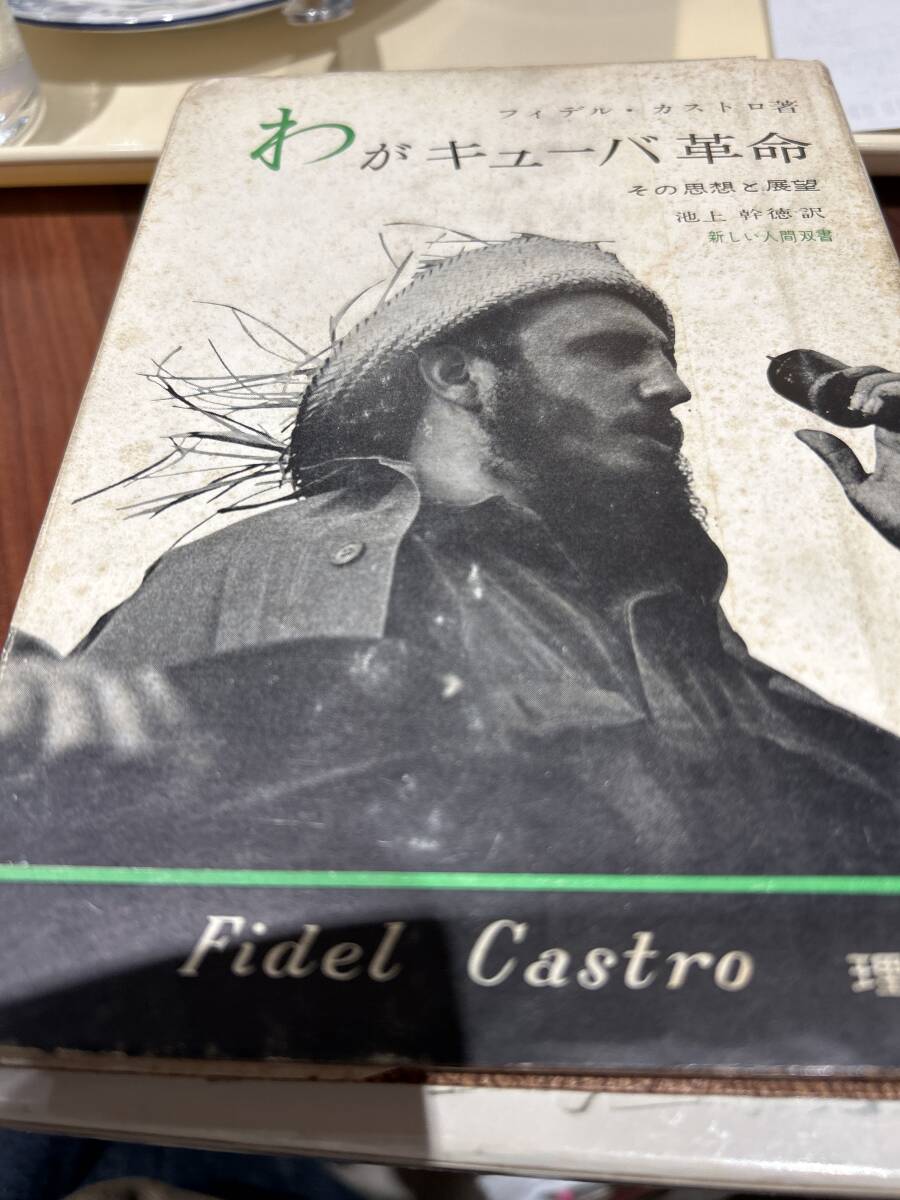 フィデル・カストロ著
わがキューバ革命
その思想と展望
池上幹徳訳
新しい人間双書
Fidel Castro 理